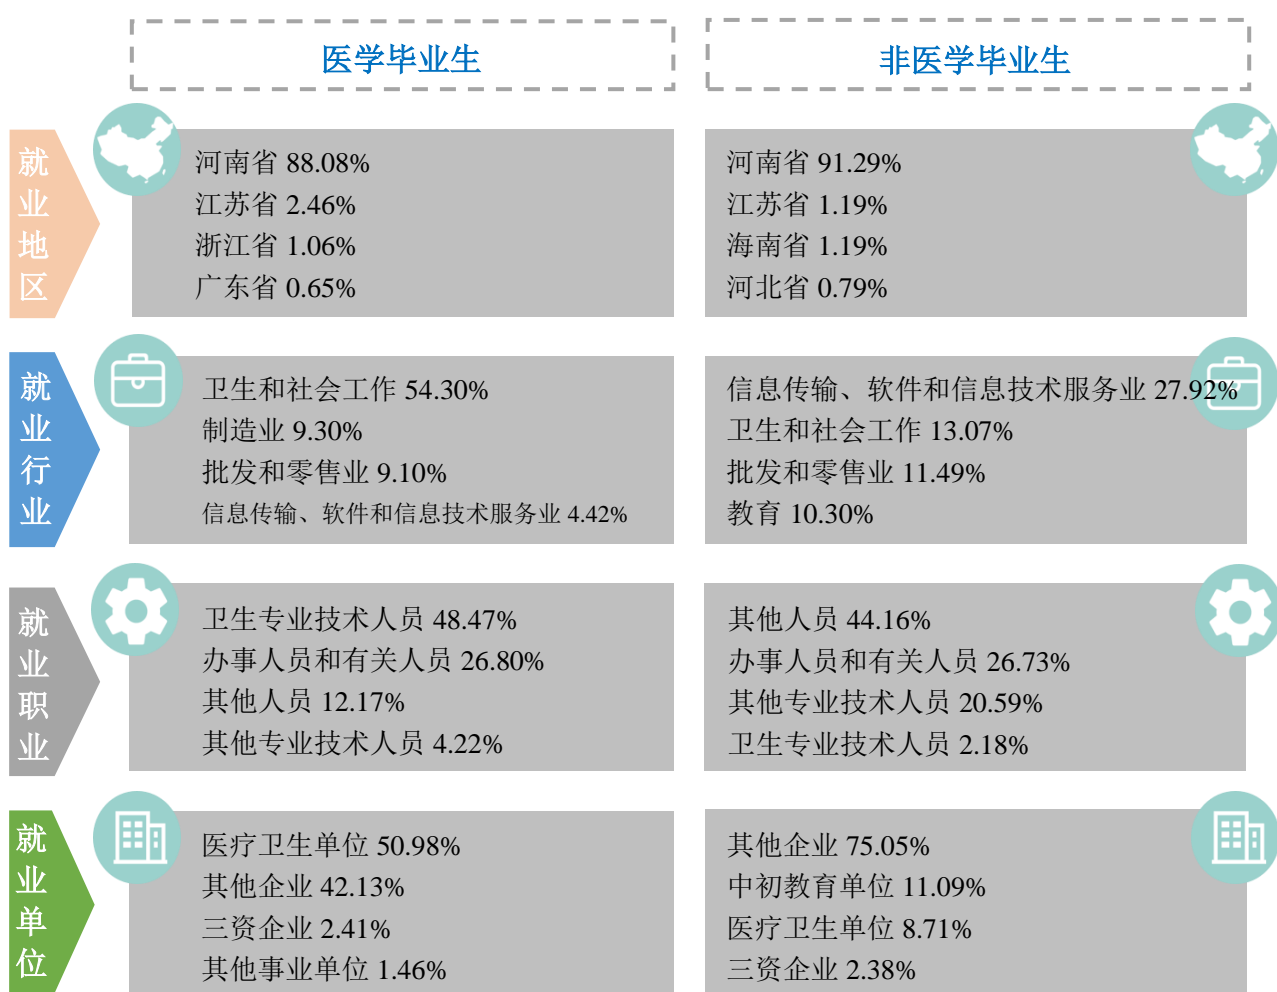 医学毕业生
非医学毕业生
就业地区
河南省 88.08%
江苏省 2.46%
浙江省 1.06%
广东省 0.65%
河南省 91.29%
江苏省 1.19%
海南省 1.19%
河北省 0.79%
就业行业
卫生和社会工作 54.30%
制造业 9.30%
批发和零售业 9.10%
信息传输、软件和信息技术服务业 4.42%
信息传输、软件和信息技术服务业 27.92%
卫生和社会工作 13.07%
批发和零售业 11.49%
教育 10.30%
就业职业
卫生专业技术人员 48.47%
办事人员和有关人员 26.80%
其他人员 12.17%
其他专业技术人员 4.22%
其他人员 44.16%
办事人员和有关人员 26.73%
其他专业技术人员 20.59%
卫生专业技术人员 2.18%
就业单位
医疗卫生单位 50.98%
其他企业 42.13%
三资企业 2.41%
其他事业单位 1.46%
其他企业 75.05%
中初教育单位 11.09%
医疗卫生单位 8.71%
三资企业 2.38%